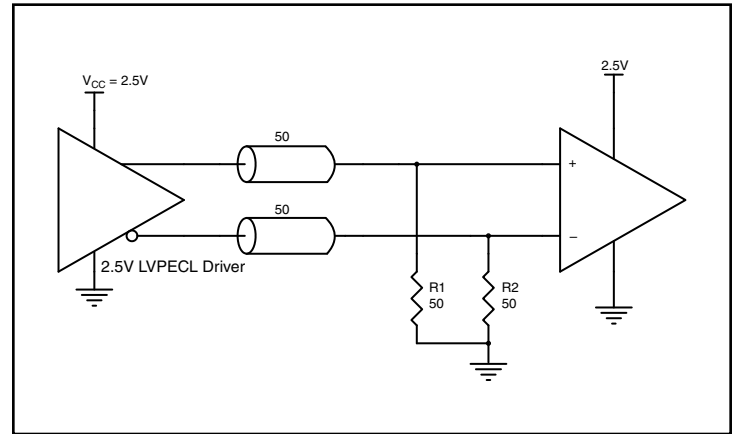 V_CC = 2.5V
2.5V
50
+
50
−
2.5V LVPECL Driver
R1
50
R2
50